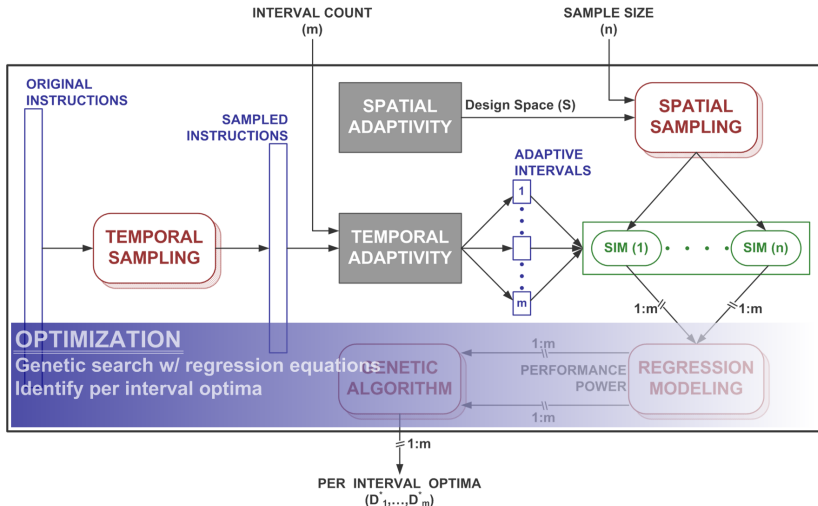 INTERVAL COUNT
(m)
SAMPLE SIZE
(n)
ORIGINAL
INSTRUCTIONS
SAMPLED
INSTRUCTIONS
SPATIAL
ADAPTIVITY
Design Space (S)
SPATIAL
SAMPLING
ADAPTIVE
INTERVALS
1
m
TEMPORAL
SAMPLING
TEMPORAL
ADAPTIVITY
SIM (1)
SIM (n)
1:m
1:m
OPTIMIZATION
Genetic search w/ regression equations
Identify per interval optima
GENETIC
ALGORITHM
1:m
PERFORMANCE
POWER
1:m
REGRESSION
MODELING
1:m
PER INTERVAL OPTIMA
(D*1,...,D*m)